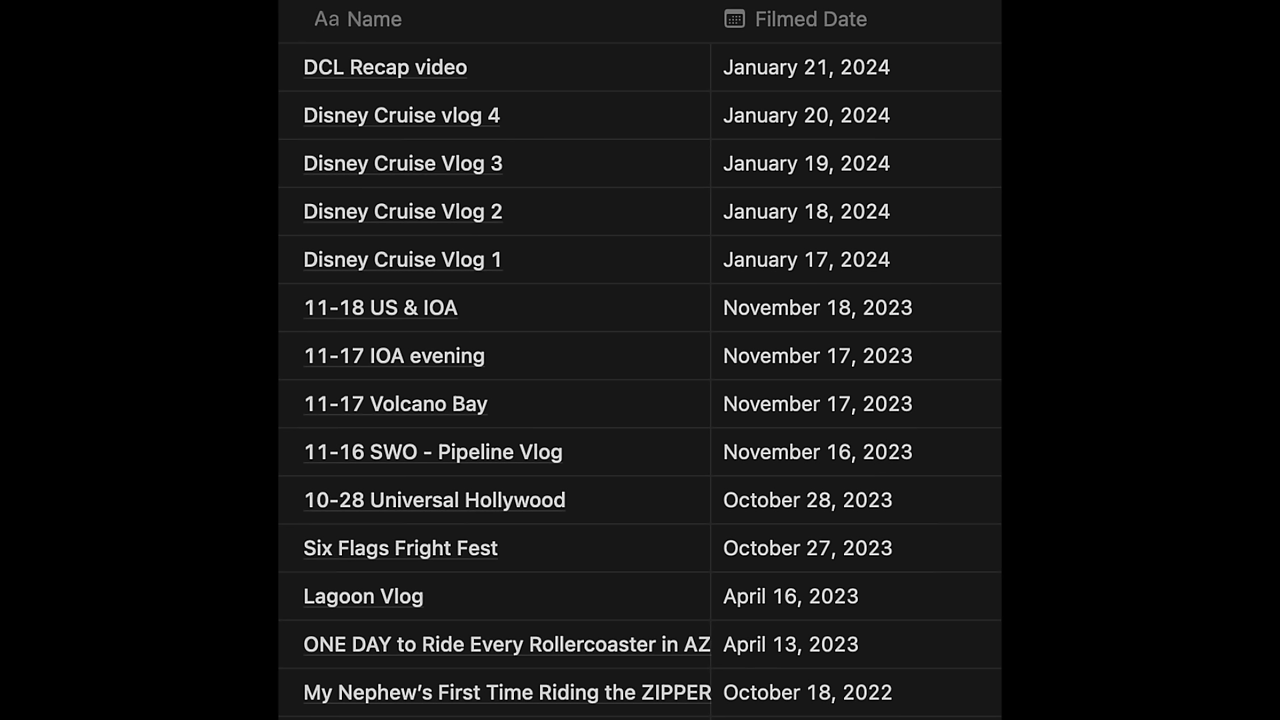 Aa Name Filmed Date
DCL Recap video January 21, 2024
Disney Cruise vlog 4 January 20, 2024
Disney Cruise Vlog 3 January 19, 2024
Disney Cruise Vlog 2 January 18, 2024
Disney Cruise Vlog 1 January 17, 2024
11-18 US & IOA November 18, 2023
11-17 IOA evening November 17, 2023
11-17 Volcano Bay November 17, 2023
11-16 SWO - Pipeline Vlog November 16, 2023
10-28 Universal Hollywood October 28, 2023
Six Flags Fright Fest October 27, 2023
Lagoon Vlog April 16, 2023
ONE DAY to Ride Every Rollercoaster in AZ April 13, 2023
My Nephew’s First Time Riding the ZIPPER October 18, 2022